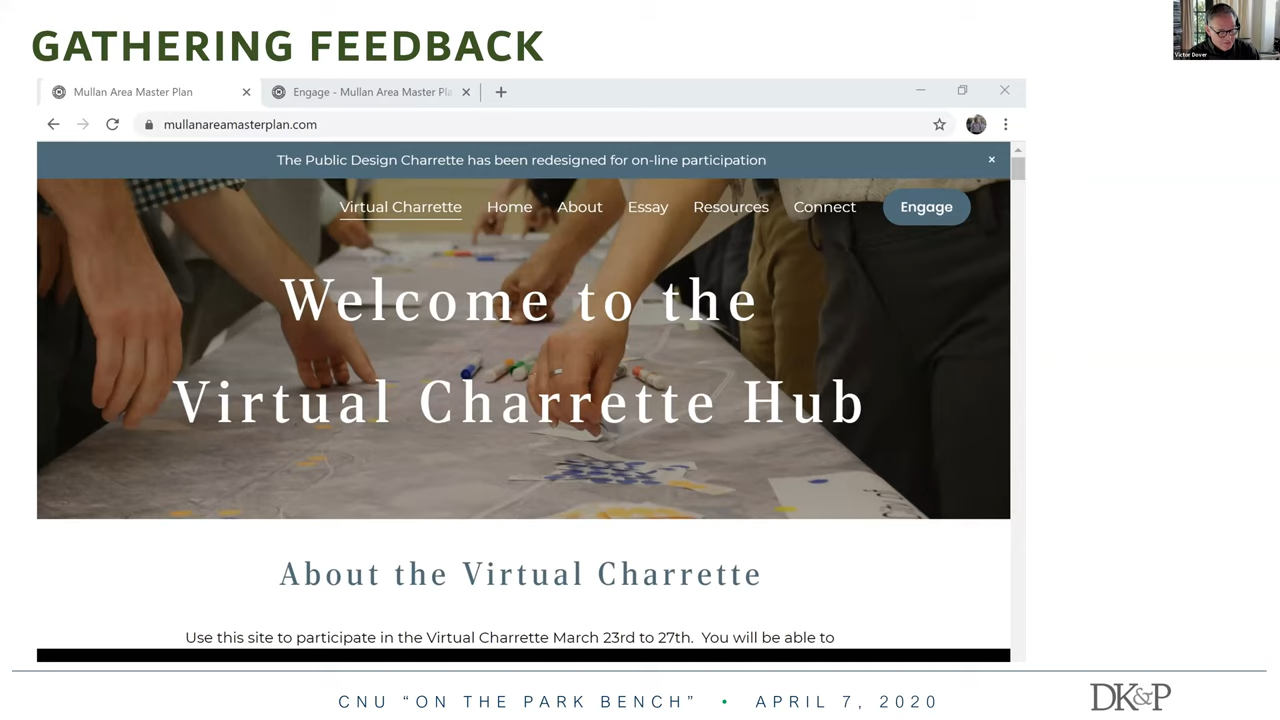 GATHERING FEEDBACK
Victor Dover
Mullan Area Master Plan
Engage - Mullan Area Master Pla
mullanareamasterplan.com
The Public Design Charrette has been redesigned for on-line participation
Virtual Charrette Home About Essay Resources Connect Engage
Welcome to the
Virtual Charrette Hub
About the Virtual Charrette
Use this site to participate in the Virtual Charrette March 23rd to 27th. You will be able to
CNU “ON THE PARK BENCH” • APRIL 7, 2020
DK&P